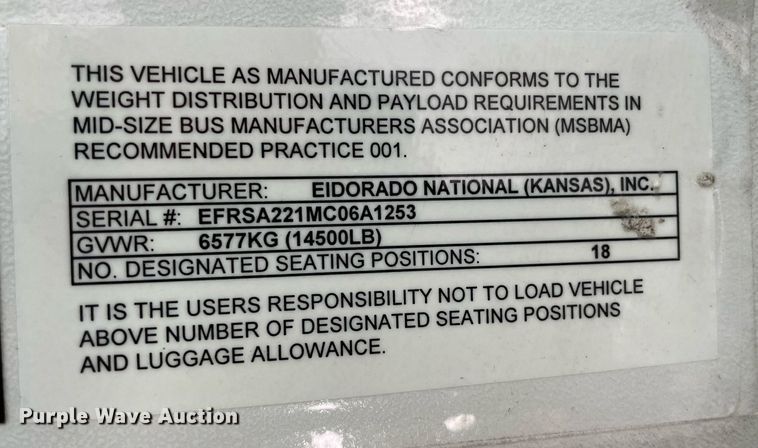 THIS VEHICLE AS MANUFACTURED CONFORMS TO THE
WEIGHT DISTRIBUTION AND PAYLOAD REQUIREMENTS IN
MID-SIZE BUS MANUFACTURERS ASSOCIATION (MSBMA)
RECOMMENDED PRACTICE 001.
MANUFACTURER: EIDORADO NATIONAL (KANSAS), INC.
SERIAL #: EFRSA221MC06A1253
GVWR: 6577KG (14500LB)
NO. DESIGNATED SEATING POSITIONS: 18
IT IS THE USERS RESPONSIBILITY NOT TO LOAD VEHICLE
ABOVE NUMBER OF DESIGNATED SEATING POSITIONS
AND LUGGAGE ALLOWANCE.
Purple Wave Auction